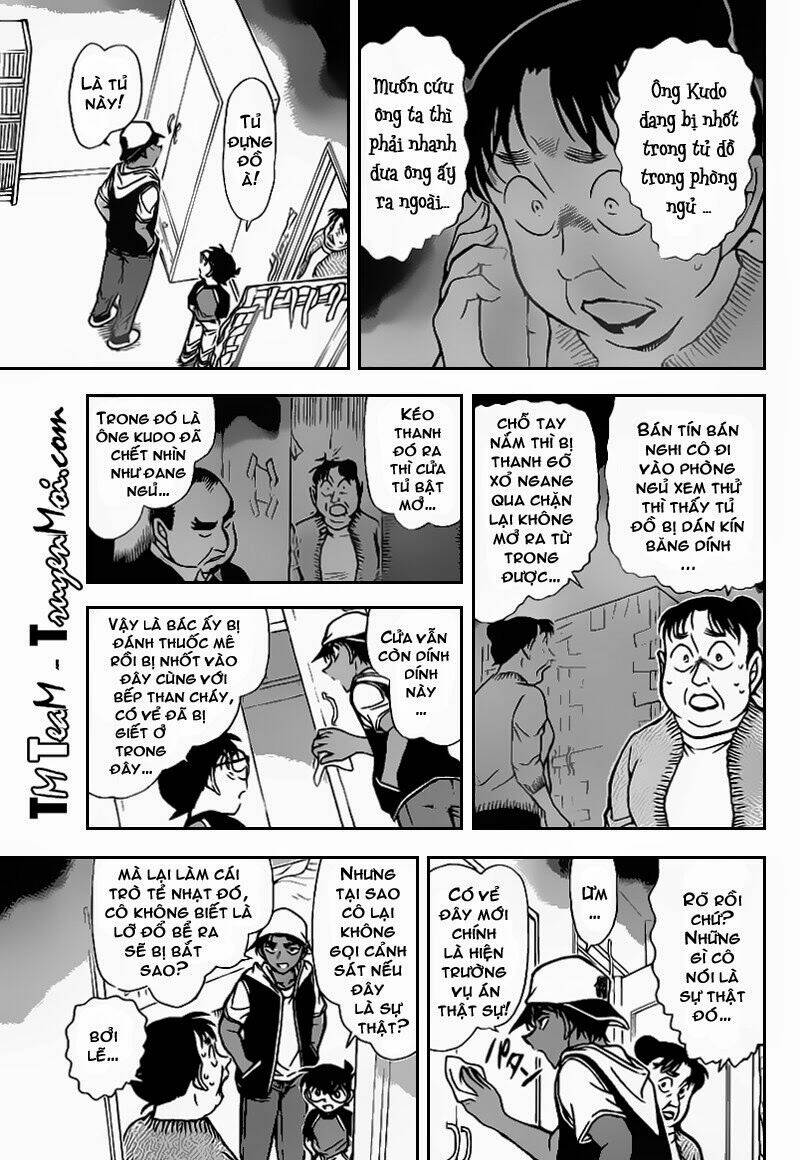 Ông Kudo
đang bị nhốt
trong tủ đồ
trong phòng
ngủ ...
Muốn cứu
ông ta thì
phải nhanh
đưa ông ấy
ra ngoài...
Tủ
đựng
đồ
à!
Là tủ
này!
Bán tín bán
nghi cô đi
vào phòng
ngủ xem thử
thì thấy tủ
đồ bị dán kín
băng dính
...
Chỗ tay
nắm thì bị
thanh gỗ
xổ ngang
qua chặn
lại không
mở ra từ
trong
được...
Kéo
thanh
đó ra
thì cửa
tủ bật
mở...
Trong đó là
ông Kudo đã
chết nhìn
như đang
ngủ...
Cửa vẫn
còn dính
dính
này
...
Vậy là bác ấy bị
đánh thuốc mê
rồi bị nhốt vào
đây cùng với
bếp than cháy,
có vẻ đã bị
giết ở
trong
đây...
Rõ rồi
chứ?
Những
gì cô
nói là
sự thật
đó...
Ừm
...
Có vẻ
đây mới
chính
là hiện
trường
vụ án
thật sự!
パタン
Nhưng
tại sao
cô lại
không
gọi cảnh
sát nếu
đây
là sự
thật?
mà lại làm cái
trò tẻ nhạt đó,
cô không biết là
lỡ đổ bể ra
sẽ bị bắt
sao?
Bởi
lẽ...
TM TeaM - TruyenMoi.com